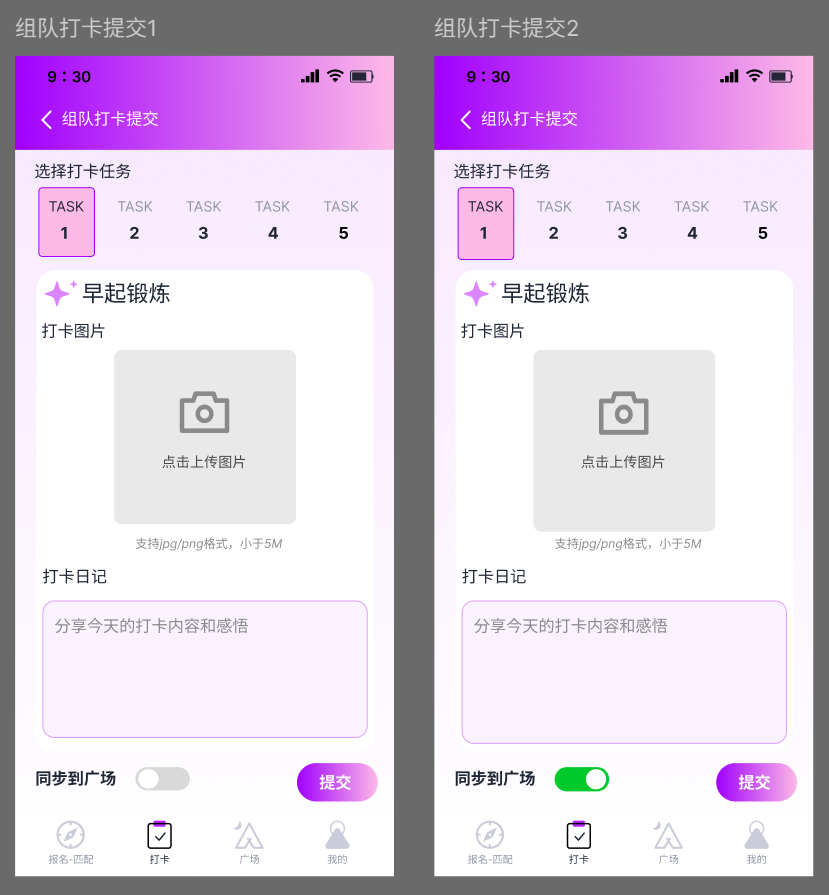 组队打卡提交1
9：30
组队打卡提交
选择打卡任务
TASK TASK TASK TASK TASK
1 2 3 4 5
早起锻炼
打卡图片
点击上传图片
支持jpg/png格式，小于5M
打卡日记
分享今天的打卡内容和感悟
同步到广场 提交
报名-匹配 打卡 广场 我的
组队打卡提交2
9：30
组队打卡提交
选择打卡任务
TASK TASK TASK TASK TASK
1 2 3 4 5
早起锻炼
打卡图片
点击上传图片
支持jpg/png格式，小于5M
打卡日记
分享今天的打卡内容和感悟
同步到广场 提交
报名-匹配 打卡 广场 我的